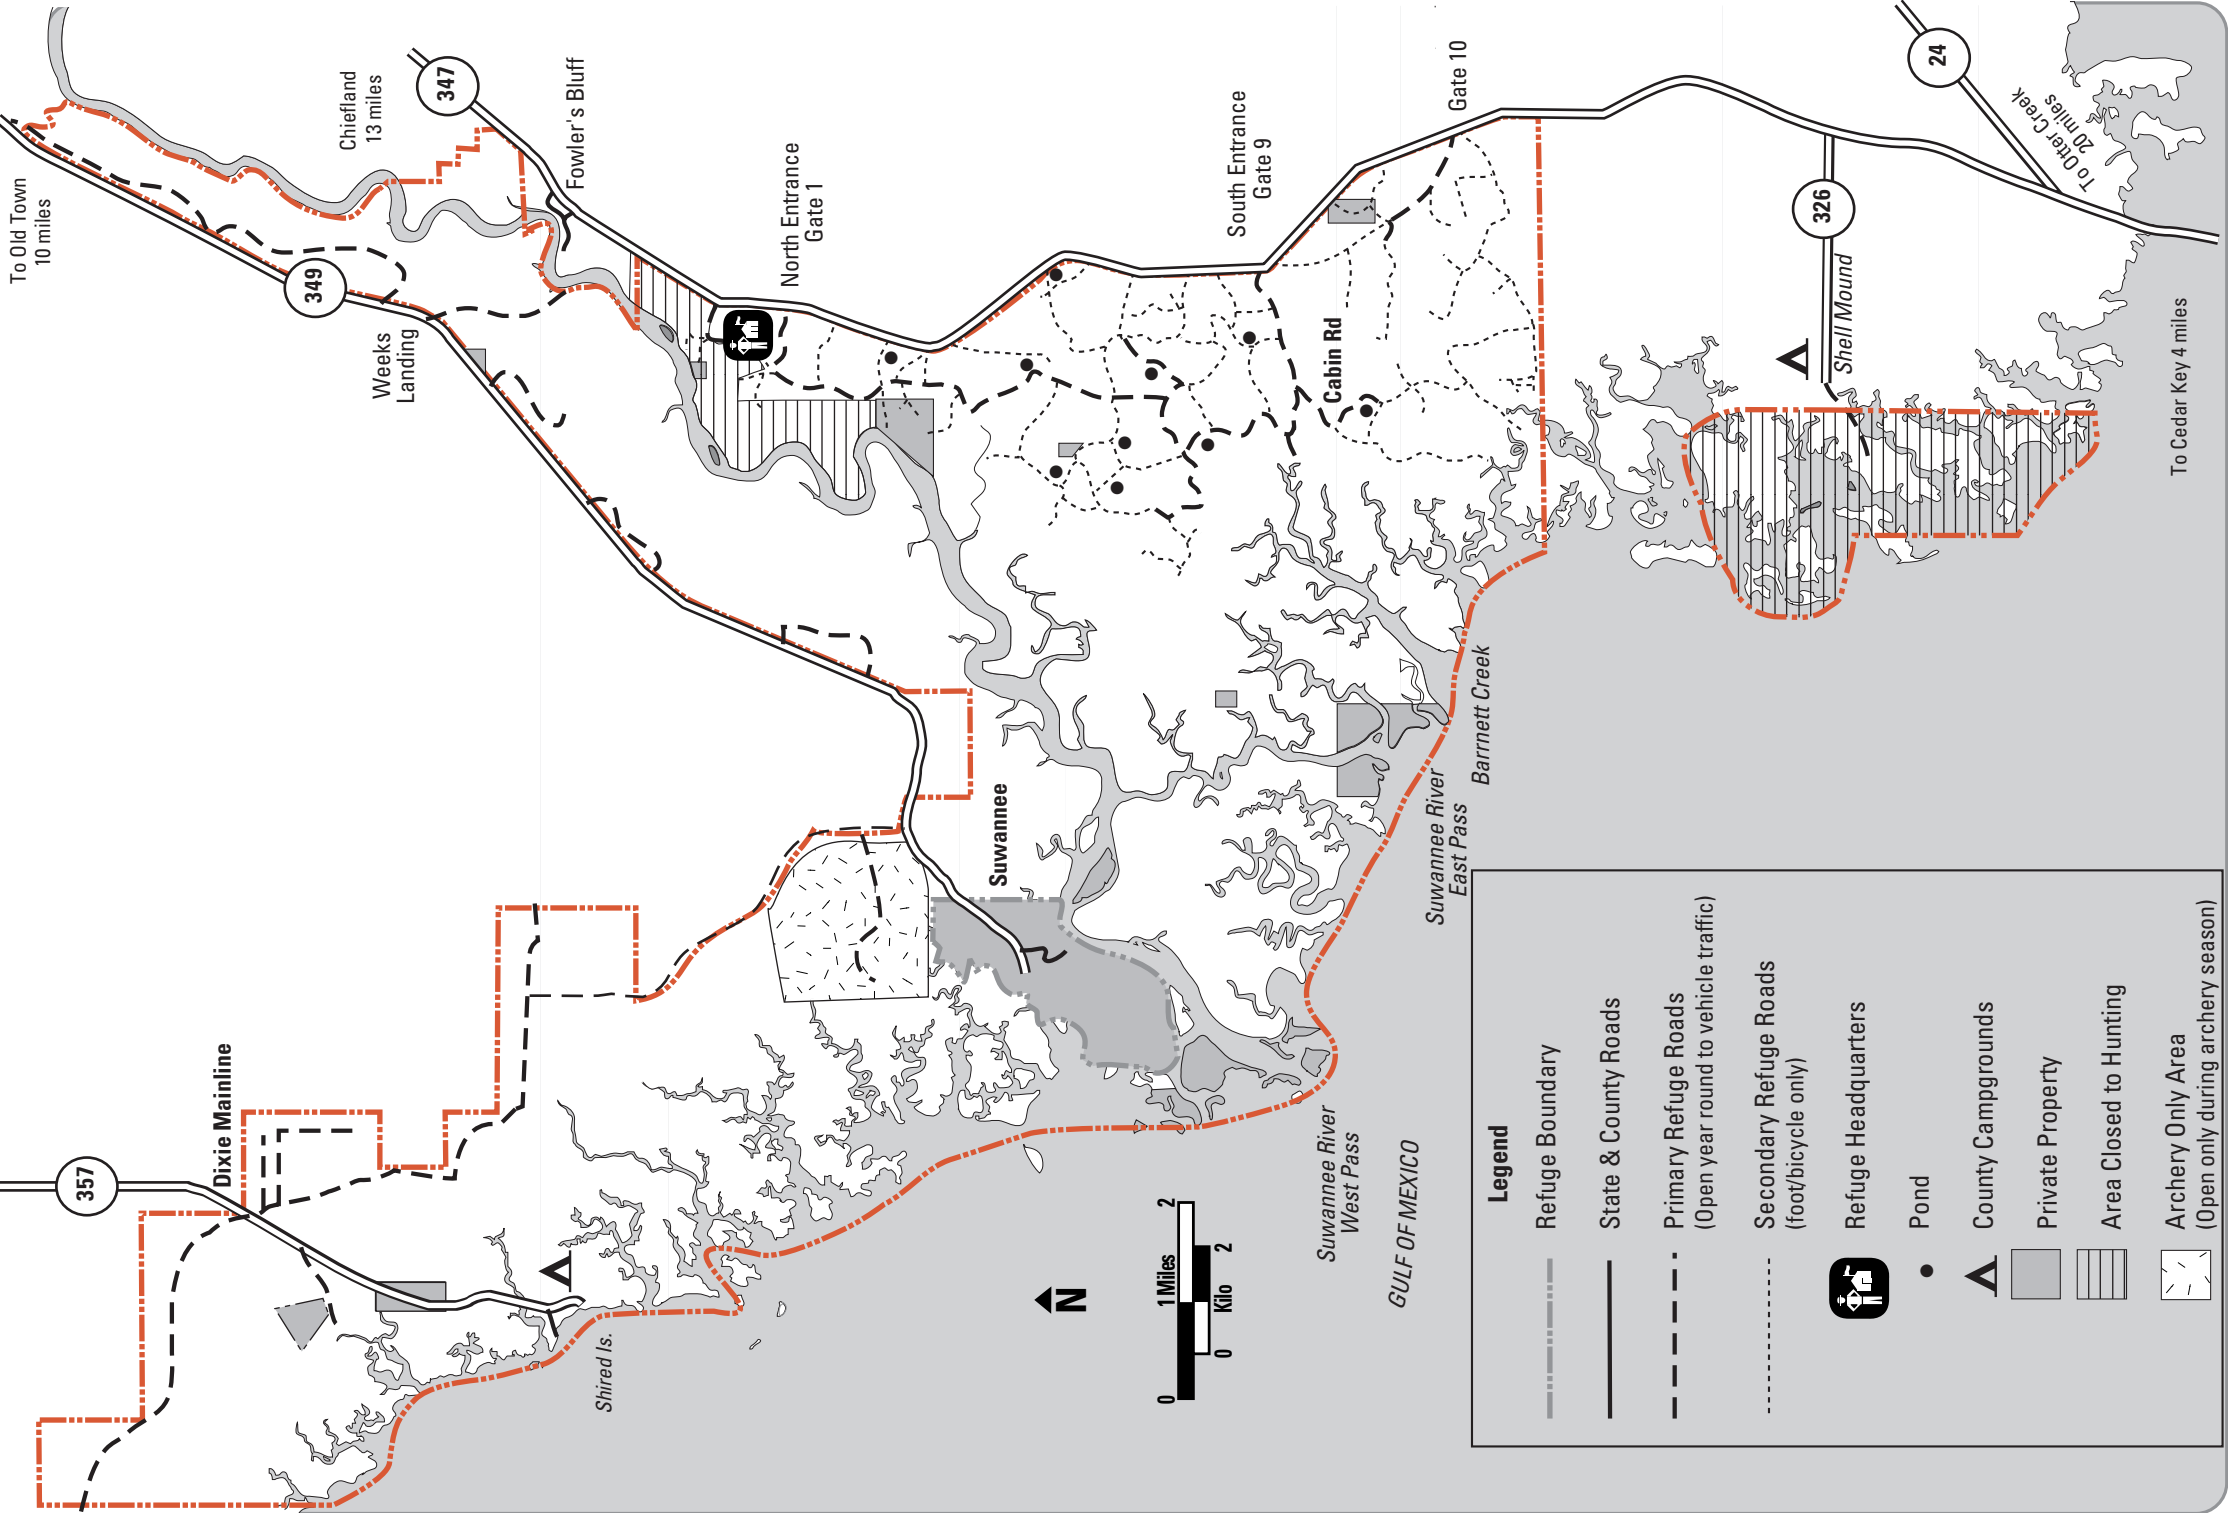 To Old Town
10 miles
349
Chiefland
13 miles
347
Fowler's Bluff
Weeks
Landing
North Entrance
Gate 1
South Entrance
Gate 9
Gate 10
Cabin Rd
24
To Otter Creek
20 miles
326
Shell Mound
To Cedar Key 4 miles
Suwannee
Dixie Mainline
357
Shired Is.
Barrnett Creek
Suwannee River
East Pass
Suwannee River
West Pass
GULF OF MEXICO
N
0 1 Miles 2
0 Kilo 2
Legend
Refuge Boundary
State & County Roads
Primary Refuge Roads
(Open year round to vehicle traffic)
Secondary Refuge Roads
(foot/bicycle only)
Refuge Headquarters
Pond
County Campgrounds
Private Property
Area Closed to Hunting
Archery Only Area
(Open only during archery season)